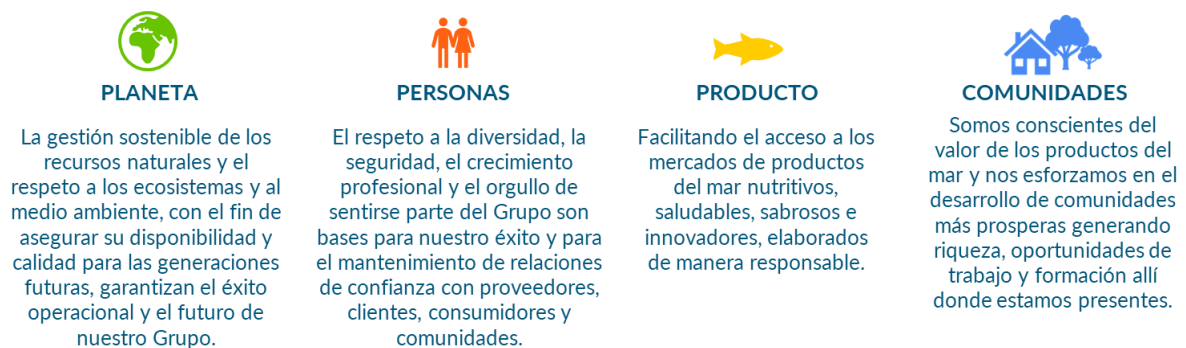 PLANETA
La gestión sostenible de los
recursos naturales y el
respeto a los ecosistemas y al
medio ambiente, con el fin de
asegurar su disponibilidad y
calidad para las generaciones
futuras, garantizan el éxito
operacional y el futuro de
nuestro Grupo.
PERSONAS
El respeto a la diversidad, la
seguridad, el crecimiento
profesional y el orgullo de
sentirse parte del Grupo son
bases para nuestro éxito y para
el mantenimiento de relaciones
de confianza con proveedores,
clientes, consumidores y
comunidades.
PRODUCTO
Facilitando el acceso a los
mercados de productos
del mar nutritivos,
saludables, sabrosos e
innovadores, elaborados
de manera responsable.
COMUNIDADES
Somos conscientes del
valor de los productos del
mar y nos esforzamos en el
desarrollo de comunidades
más prosperas generando
riqueza, oportunidades de
trabajo y formación allí
donde estamos presentes.